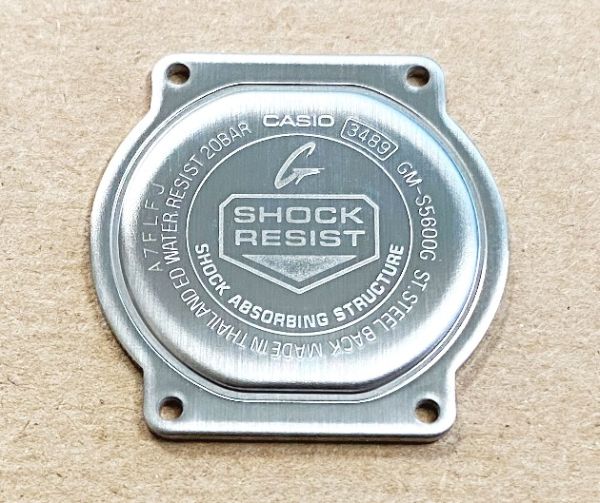 CASIO 3489 GM-S5600G ST.STEEL BACK MADE IN THAILAND ED WATER.RESIST 20BAR
A7FLFJ
G
SHOCK
RESIST
SHOCK ABSORBING STRUCTURE